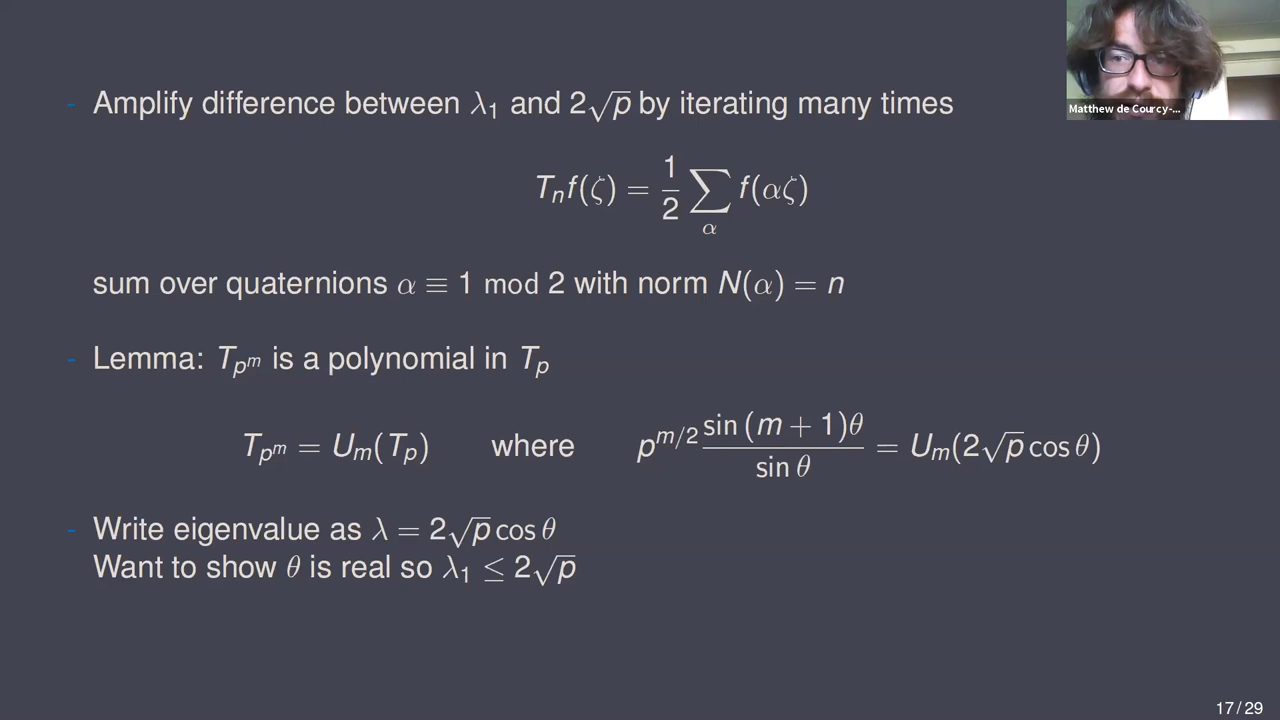 Matthew de Courcy-...
- Amplify difference between λ₁ and 2√p by iterating many times
Tₙf(ζ) = 1/2 ∑_α f(αζ)
sum over quaternions α ≡ 1 mod 2 with norm N(α) = n
- Lemma: T_{p^m} is a polynomial in T_p
T_{p^m} = U_m(T_p) where p^{m/2} sin (m + 1)θ / sin θ = U_m(2√p cos θ)
- Write eigenvalue as λ = 2√p cos θ
Want to show θ is real so λ₁ ≤ 2√p
17 / 29